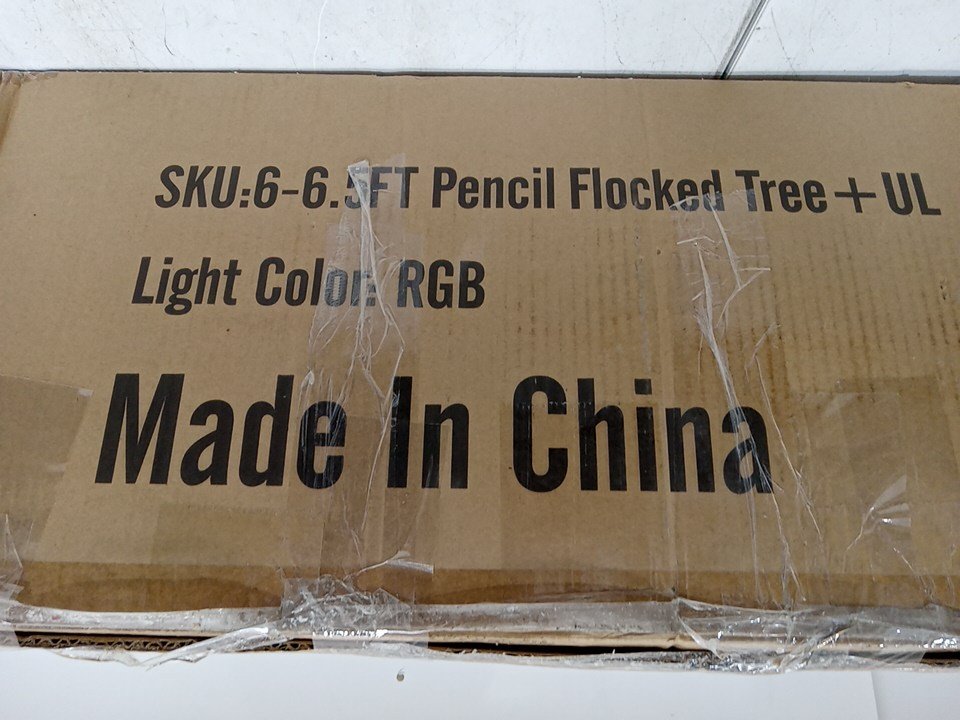 SKU:6-6.5FT Pencil Flocked Tree+UL
Light Color: RGB
Made In China